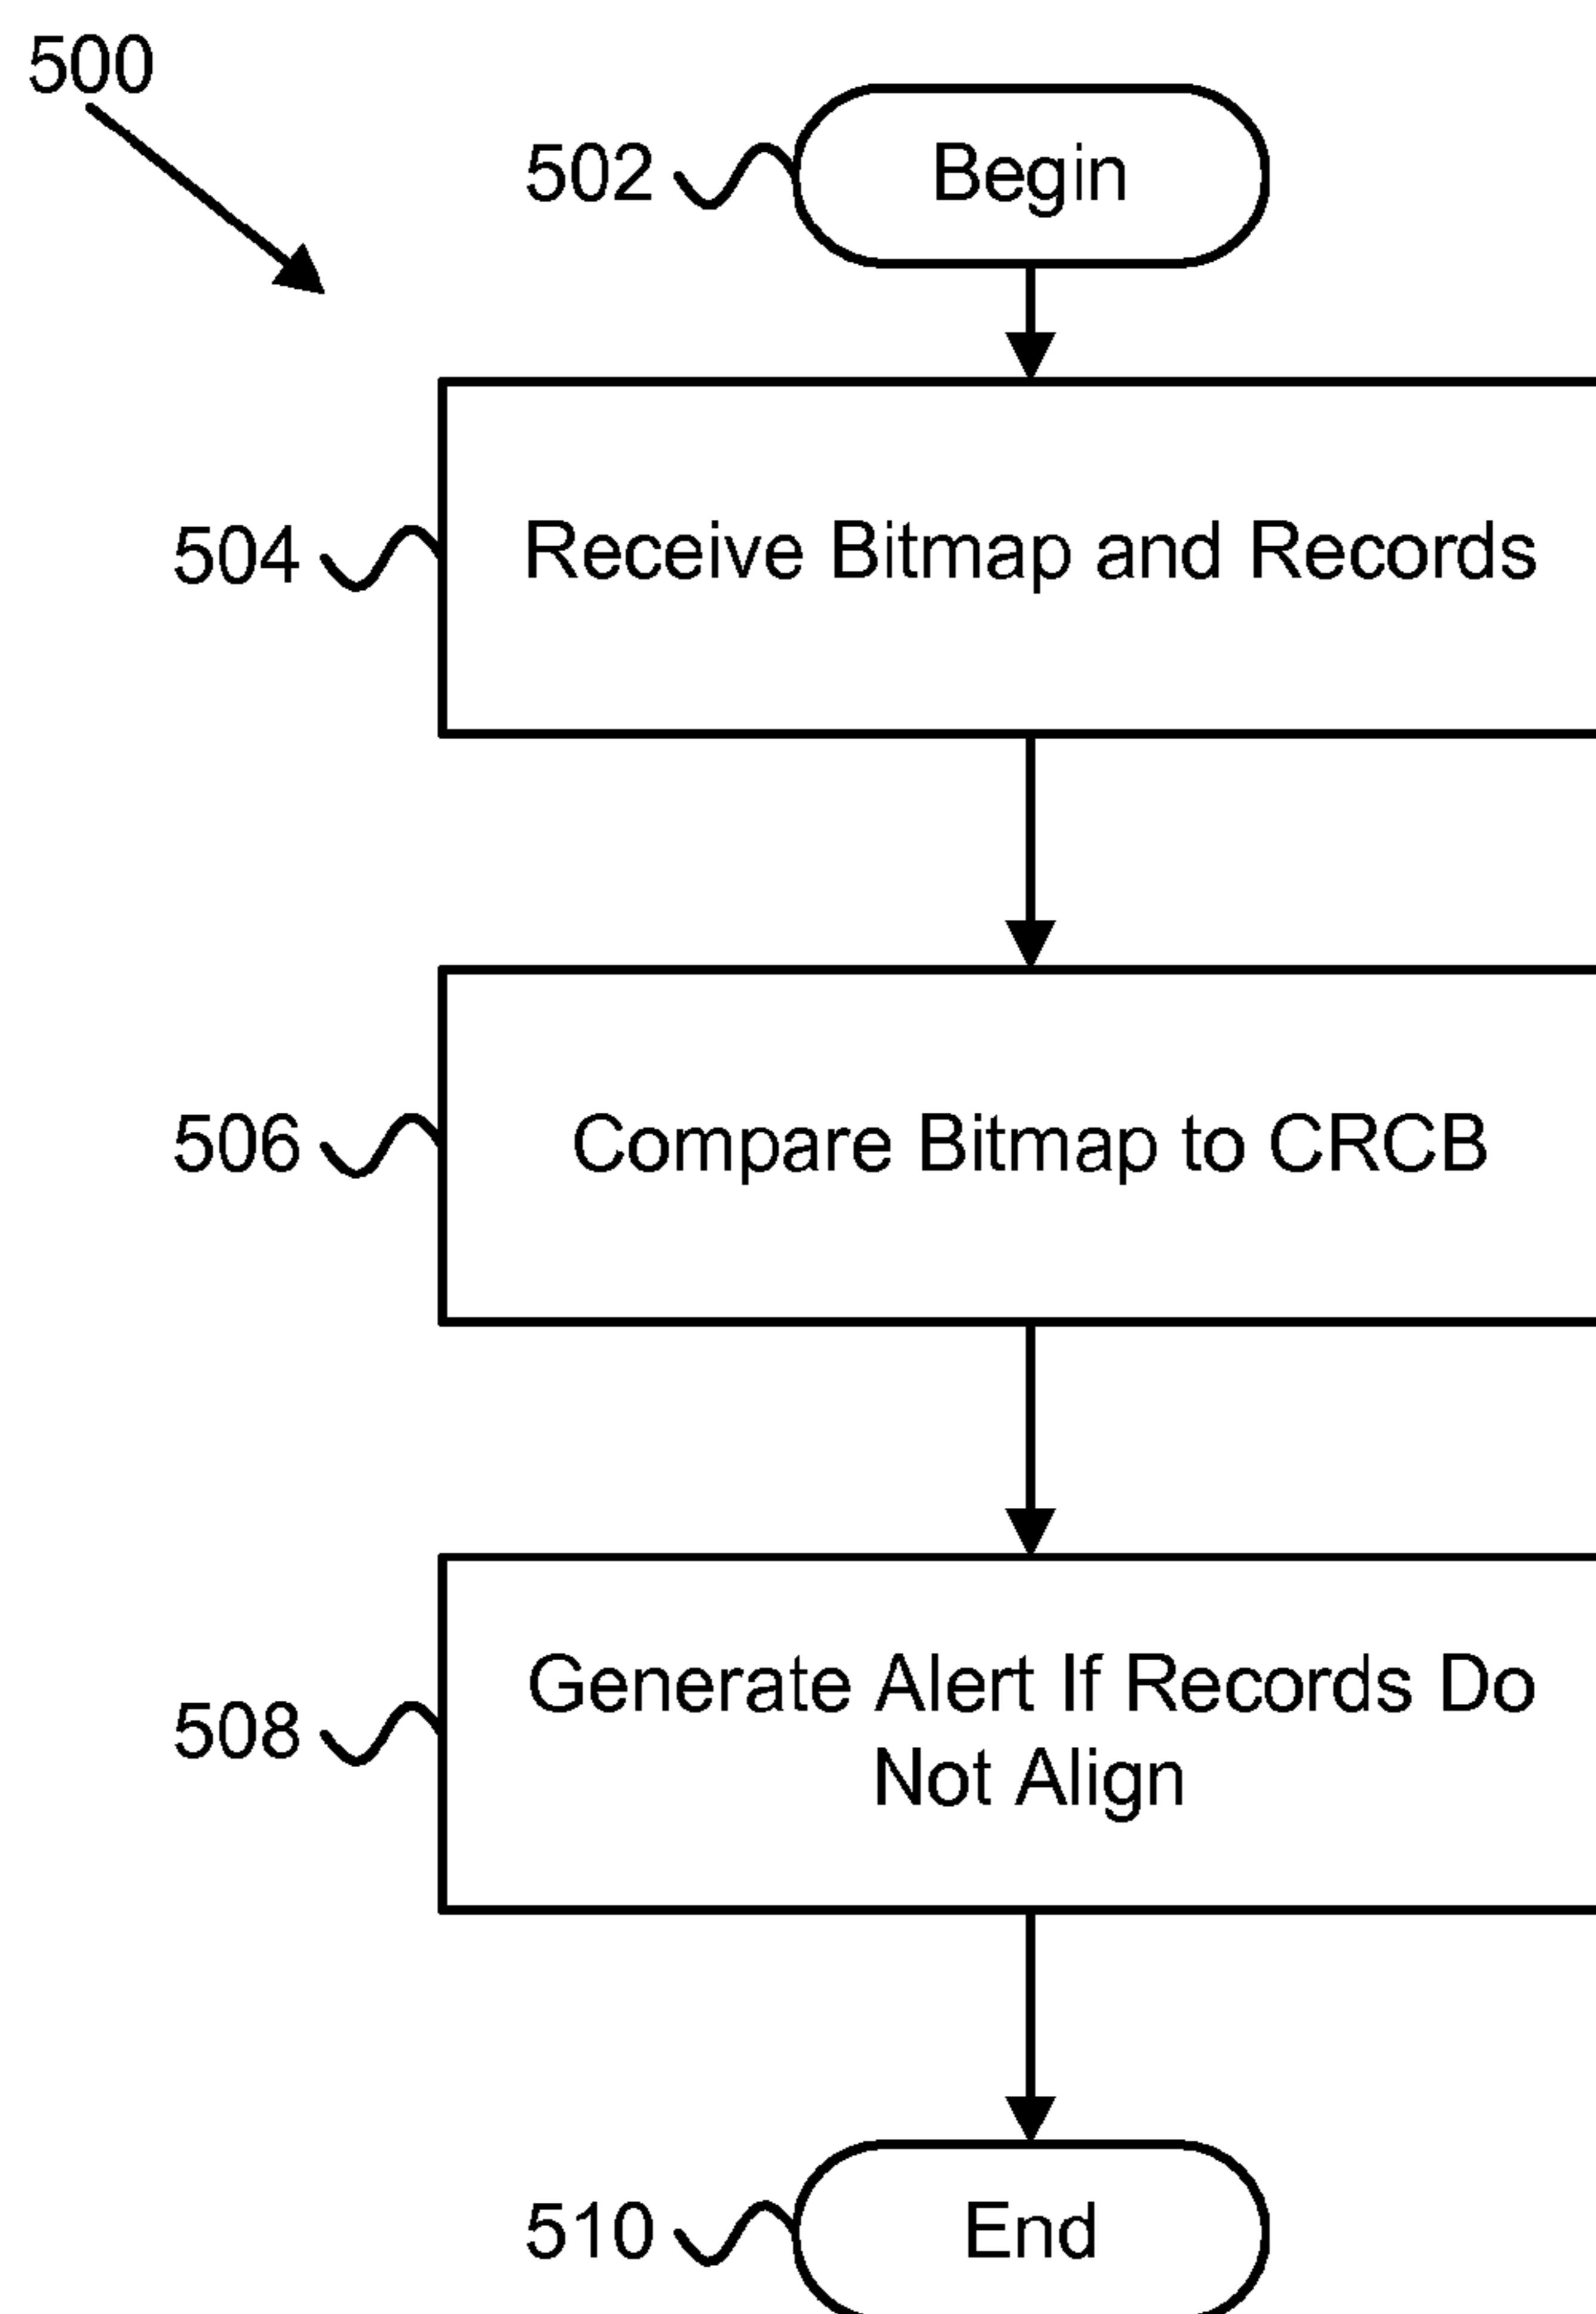 500
502
Begin
504
Receive Bitmap and Records
506
Compare Bitmap to CRCB
508
Generate Alert If Records Do
Not Align
510
End